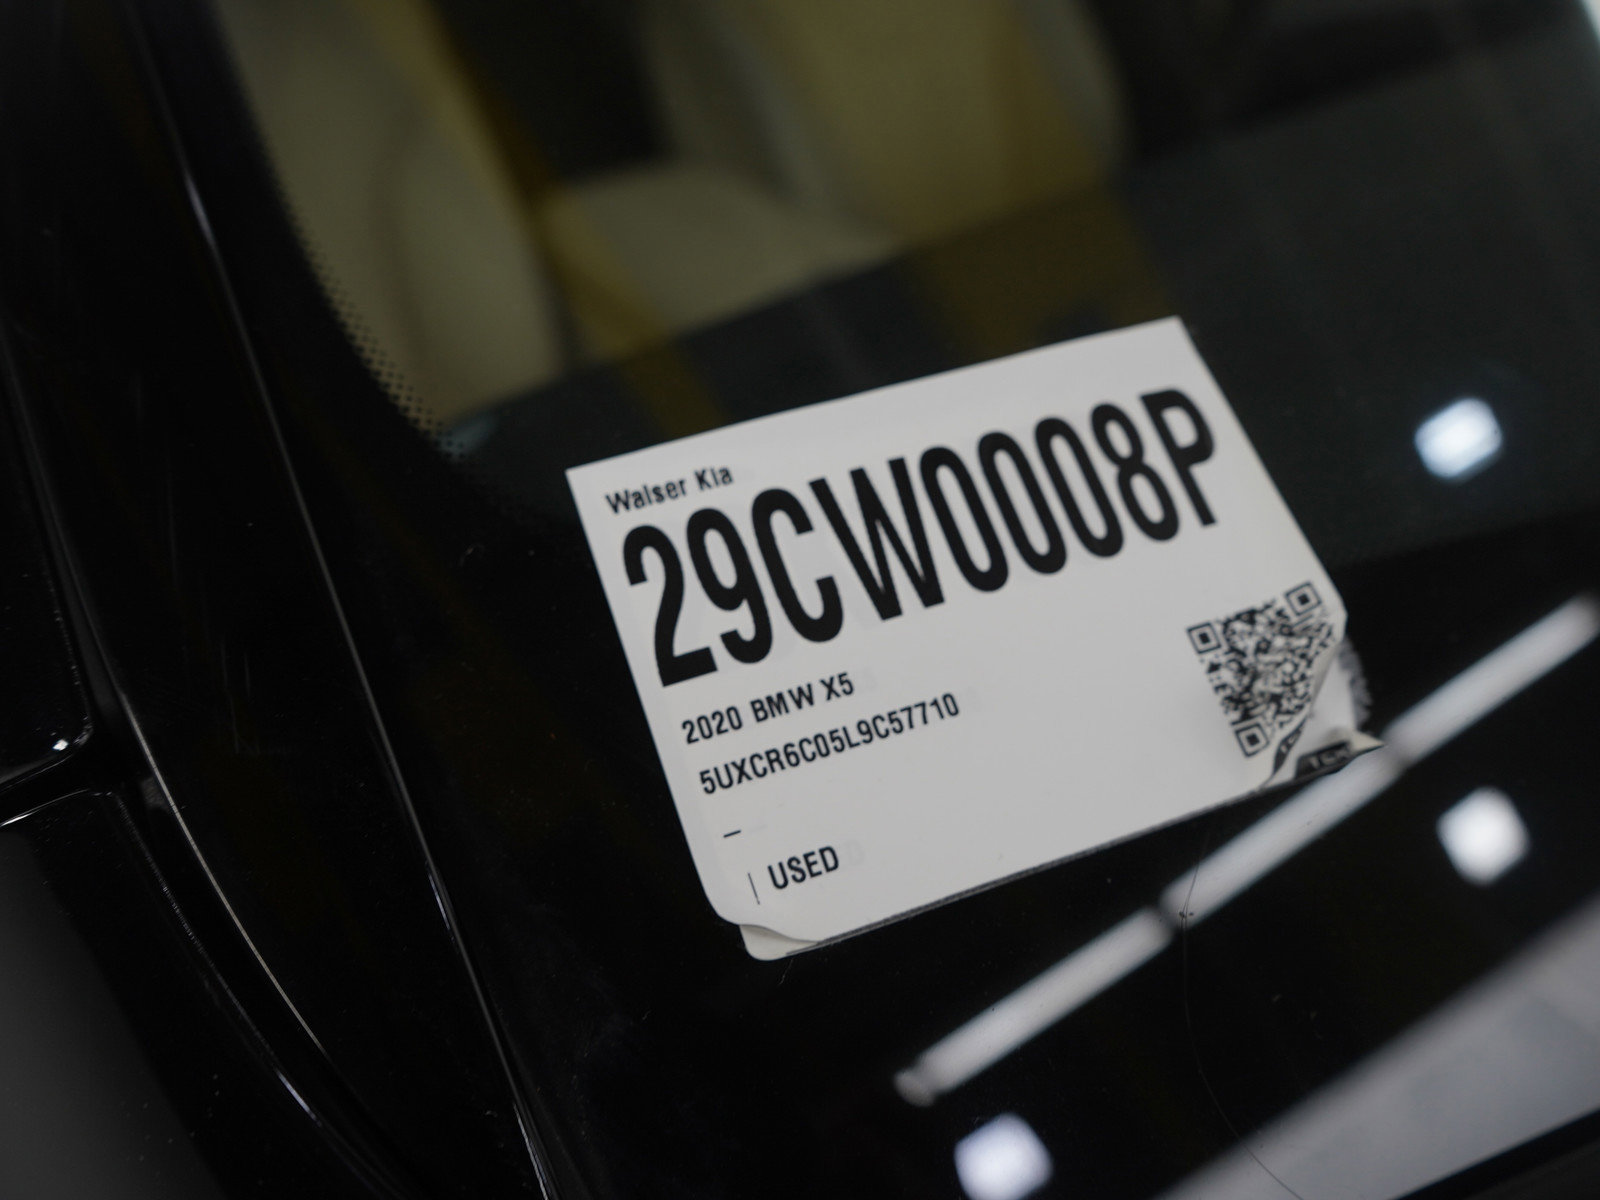 Walser Kia
29CW0008P
2020 BMW X5
5UXCR6C05L9C57710
–
| USED